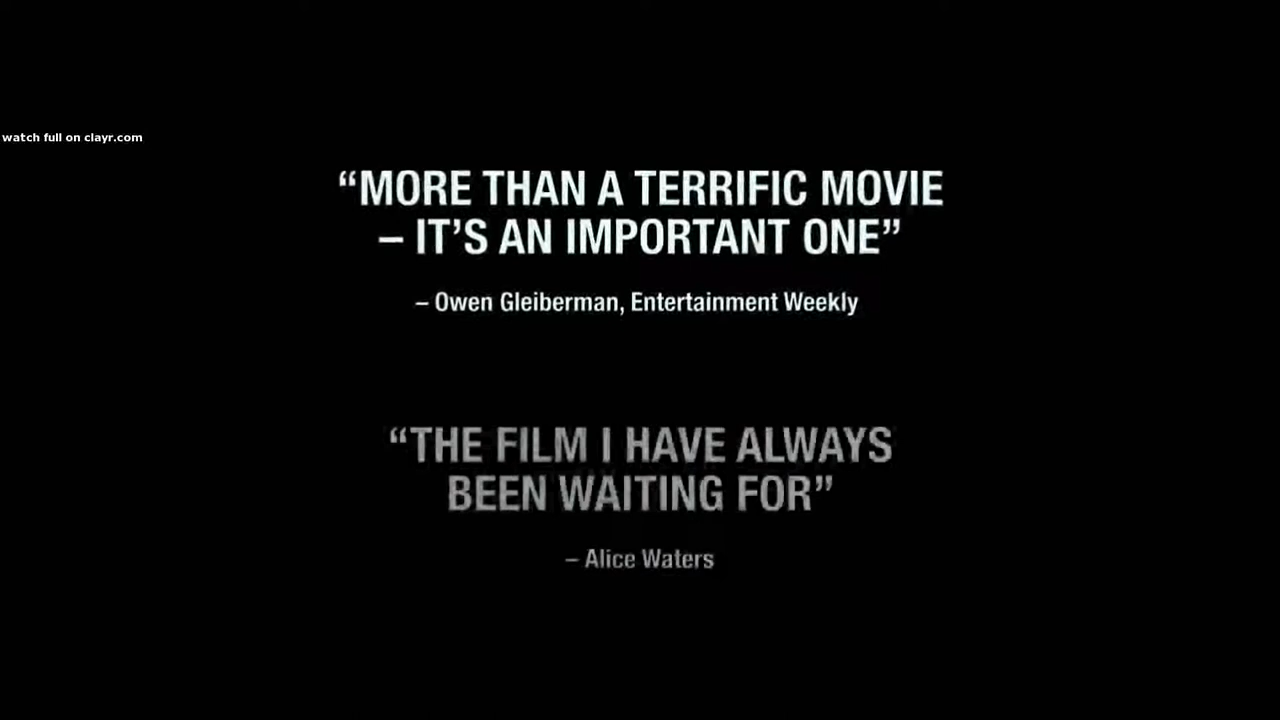 watch full on clayr.com
“MORE THAN A TERRIFIC MOVIE
– IT’S AN IMPORTANT ONE”
– Owen Gleiberman, Entertainment Weekly
“THE FILM I HAVE ALWAYS
BEEN WAITING FOR”
– Alice Waters